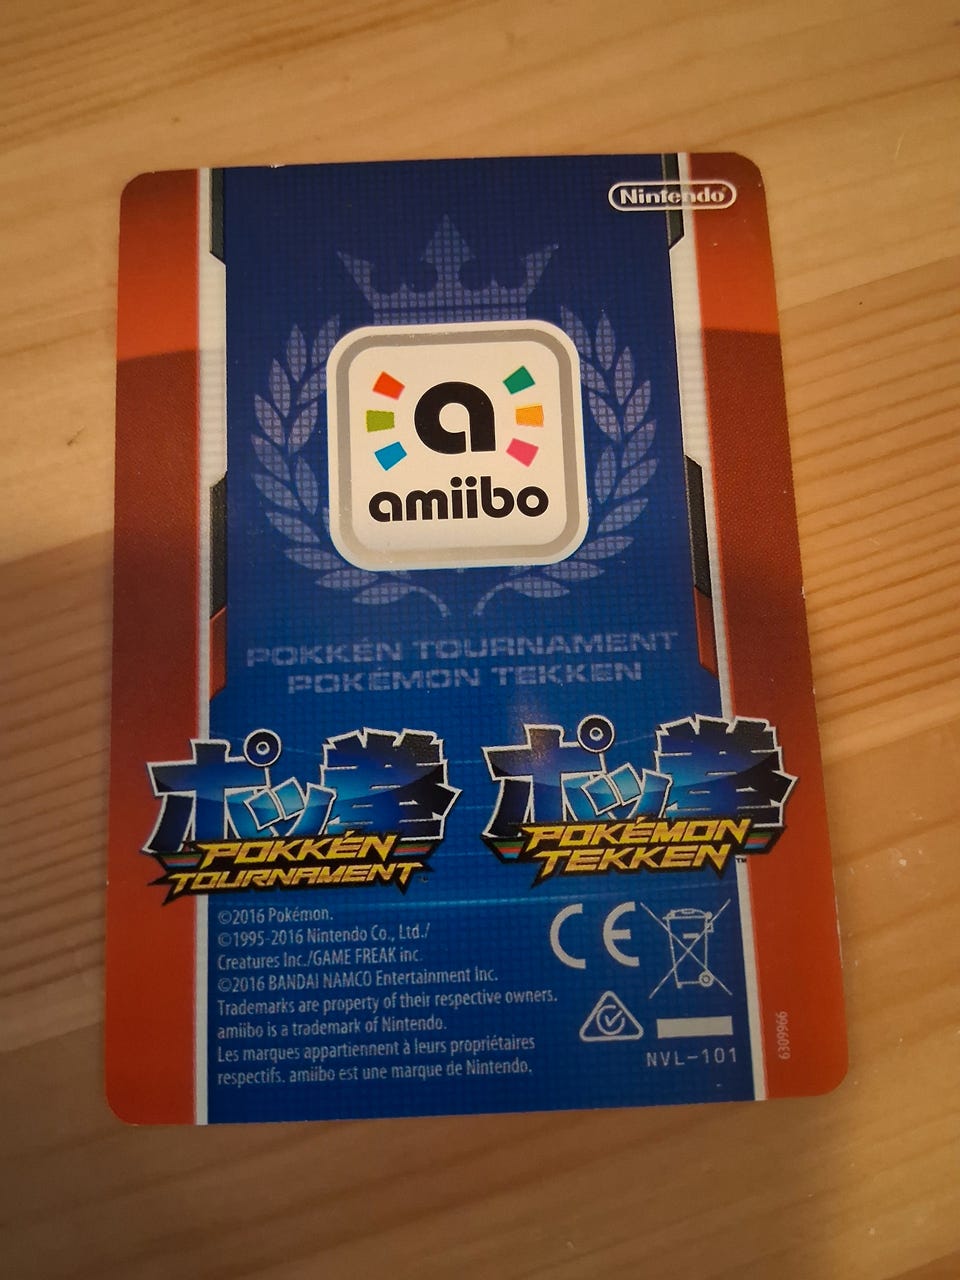 Nintendo
a
amiibo
POKKÉN TOURNAMENT
POKÉMON TEKKEN
ポッ拳
POKKÉN
TOURNAMENT
ポッ拳
POKÉMON
TEKKEN™
©2016 Pokémon.
©1995-2016 Nintendo Co., Ltd./
Creatures Inc./GAME FREAK inc.
©2016 BANDAI NAMCO Entertainment Inc.
Trademarks are property of their respective owners.
amiibo is a trademark of Nintendo.
Les marques appartiennent à leurs propriétaires
respectifs. amiibo est une marque de Nintendo.
CE
NVL-101
6309966